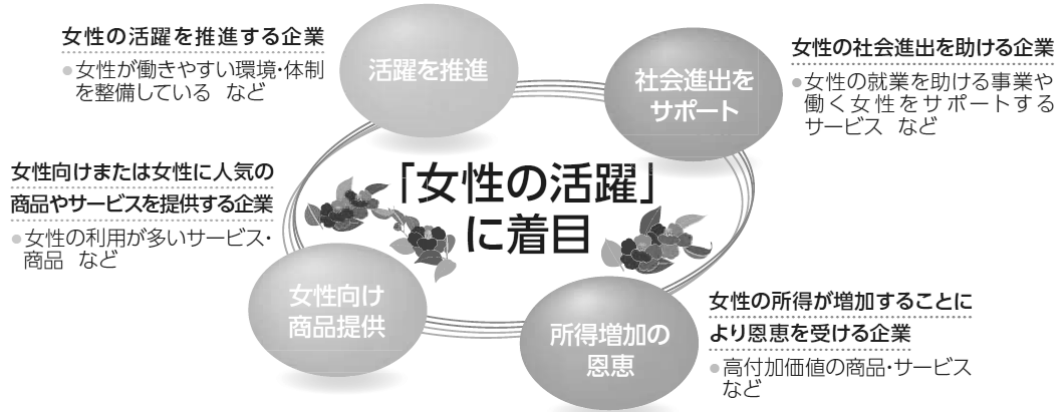 女性の活躍を推進する企業
●女性が働きやすい環境・体制
を整備している など
活躍を推進
社会進出を
サポート
女性の社会進出を助ける企業
●女性の就業を助ける事業や
働く女性をサポートする
サービス など
「女性の活躍」
に着目
女性向けまたは女性に人気の
商品やサービスを提供する企業
●女性の利用が多いサービス・
商品 など
女性向け
商品提供
所得増加の
恩恵
女性の所得が増加することに
より恩恵を受ける企業
●高付加価値の商品・サービス
など